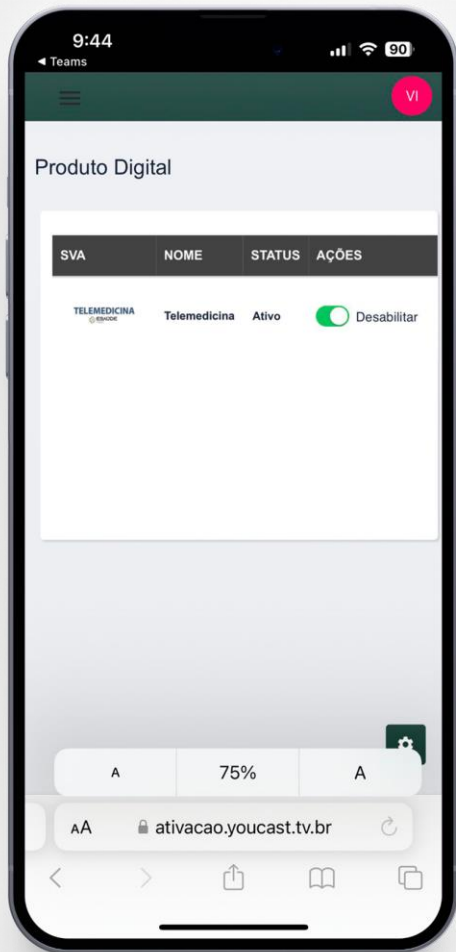 9:44
90
◀ Teams
VI
Produto Digital
SVA NOME STATUS AÇÕES
TELEMEDICINA
Telemedicina Ativo Desabilitar
A 75% A
AA ativacao.youcast.tv.br